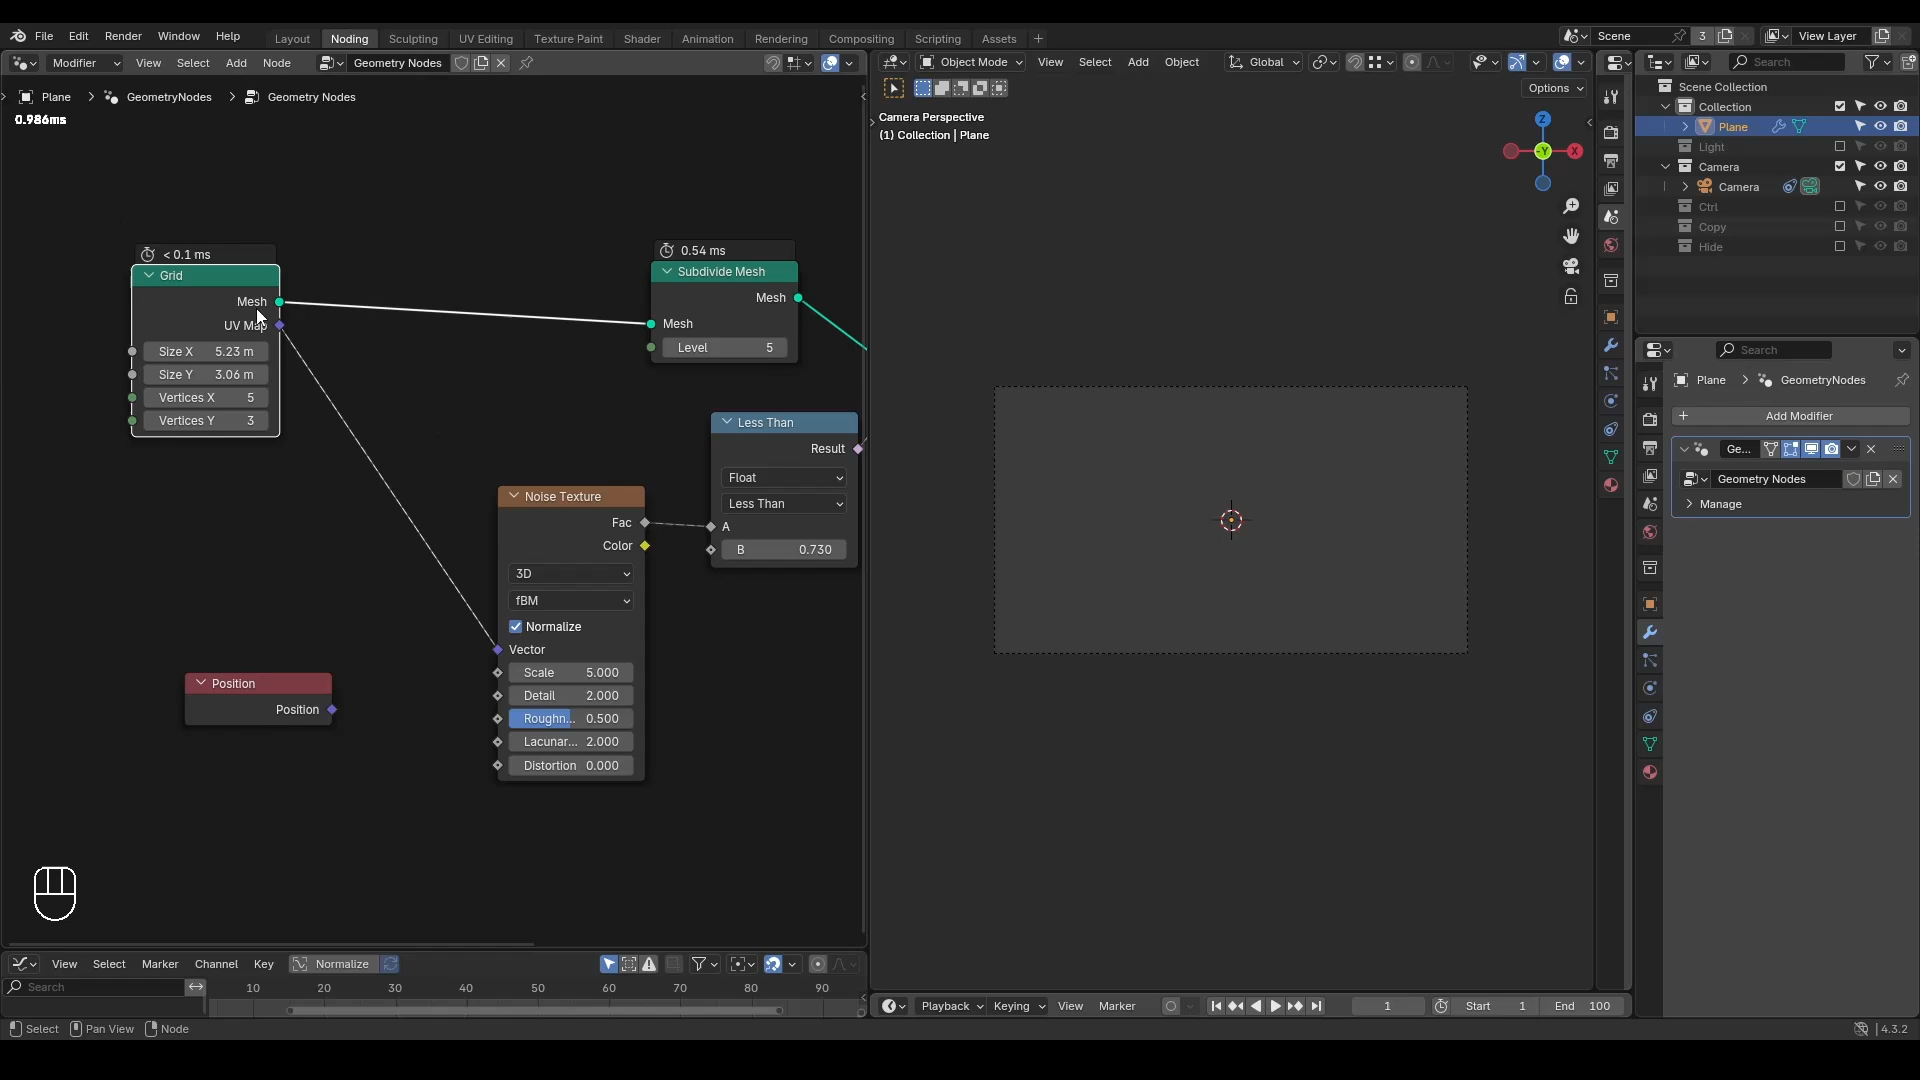 File Edit Render Window Help Layout Noding Sculpting UV Editing Texture Paint Shader Animation Rendering Compositing Scripting Assets + Scene 3 View Layer
Modifier View Select Add Node Geometry Nodes
Object Mode View Select Add Object Global
Search
Options
Plane > GeometryNodes > Geometry Nodes
0.986ms
Camera Perspective
(1) Collection | Plane
Z
-Y
X
Scene Collection
Collection
Plane
Light
Camera
Camera
Ctrl
Copy
Hide
< 0.1 ms
Grid
Mesh
UV Map
Size X 5.23 m
Size Y 3.06 m
Vertices X 5
Vertices Y 3
0.54 ms
Subdivide Mesh
Mesh
Mesh
Level 5
Less Than
Result
Float
Less Than
A
B 0.730
Noise Texture
Fac
Color
3D
fBM
Normalize
Vector
Scale 5.000
Detail 2.000
Roughn... 0.500
Lacunar... 2.000
Distortion 0.000
Position
Position
Search
Plane > GeometryNodes
+ Add Modifier
Ge...
Geometry Nodes
> Manage
View Select Marker Channel Key Normalize
Search
10 20 30 40 50 60 70 80 90
Playback Keying View Marker 1 Start 1 End 100
Select Pan View Node
4.3.2